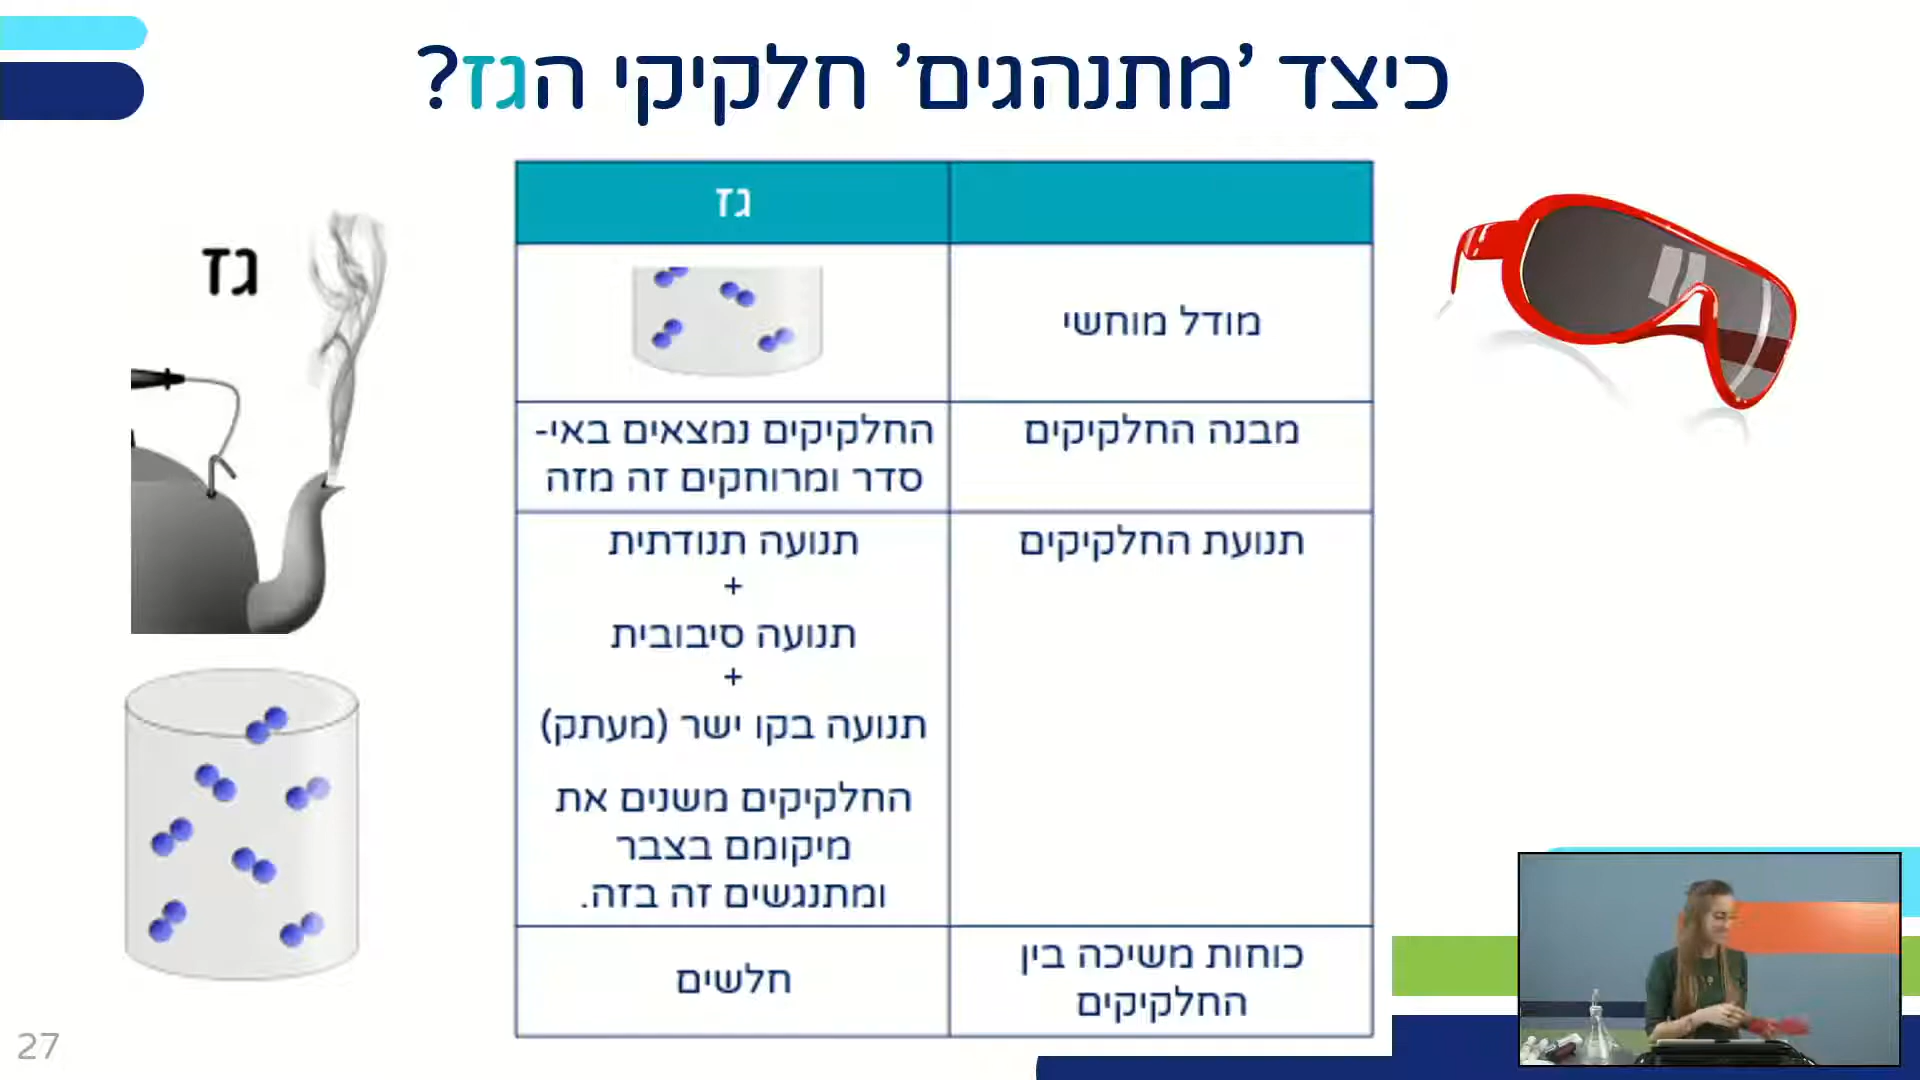 כיצד 'מתנהגים' חלקיקי הגז?
גז
גז
מודל מוחשי
מבנה החלקיקים
החלקיקים נמצאים באי-
סדר ומרוחקים זה מזה
תנועת החלקיקים
תנועה תנודתית
+
תנועה סיבובית
+
תנועה בקו ישר (מעתק)
החלקיקים משנים את
מיקומם בצבר
ומתנגשים זה בזה.
כוחות משיכה בין
החלקיקים
חלשים
27